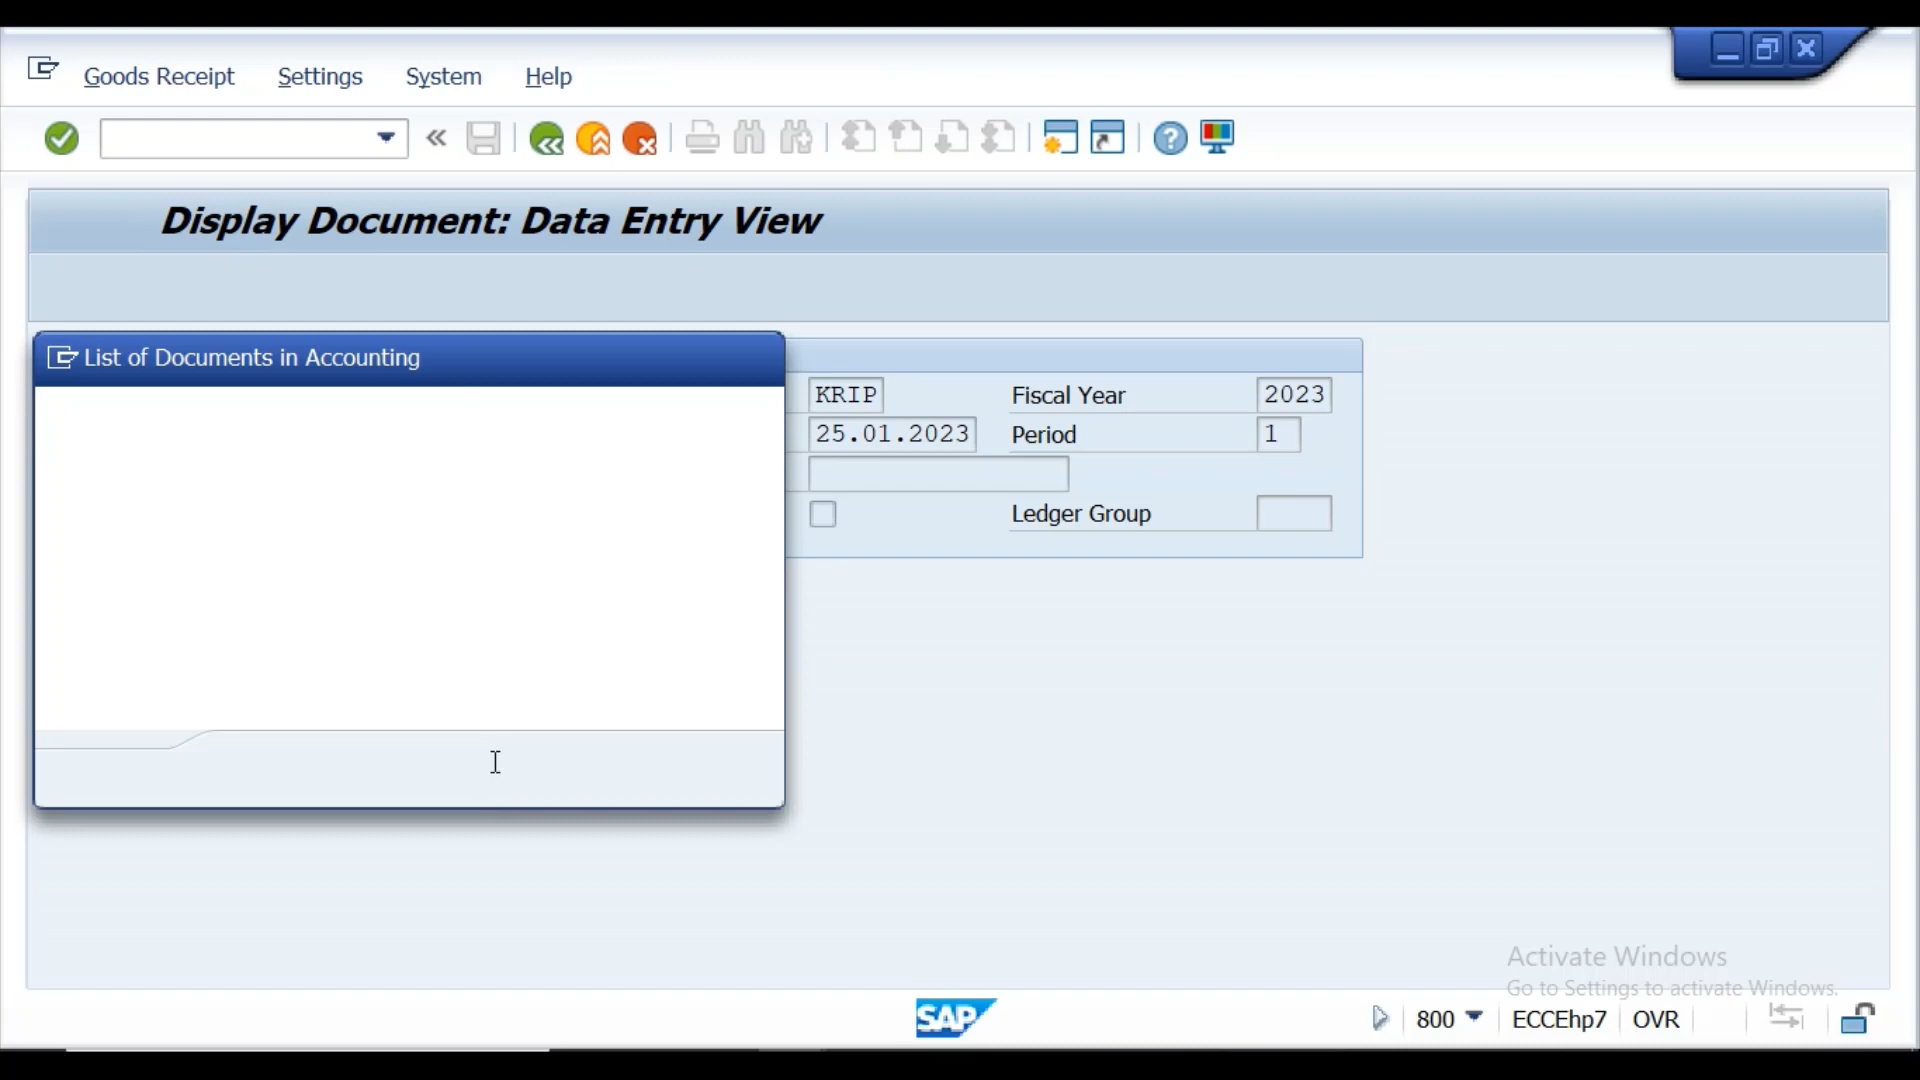 Goods Receipt Settings System Help
Display Document: Data Entry View
List of Documents in Accounting
KRIP Fiscal Year 2023
25.01.2023 Period 1
Ledger Group
Activate Windows
Go to Settings to activate Windows.
SAP 800 ECCEhp7 OVR